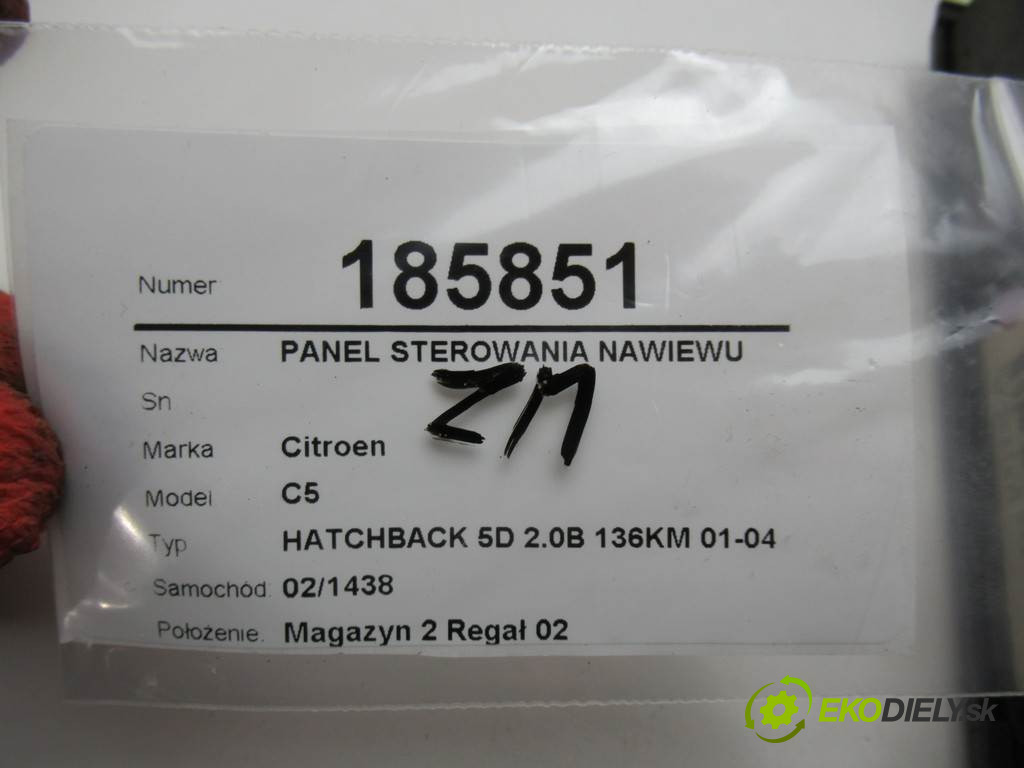 Numer 185851
Nazwa PANEL STEROWANIA NAWIEWU
Sn
Marka Citroen
Model C5
Typ HATCHBACK 5D 2.0B 136KM 01-04
Samochód: 02/1438
Położenie: Magazyn 2 Regał 02
EKODIELY.sk